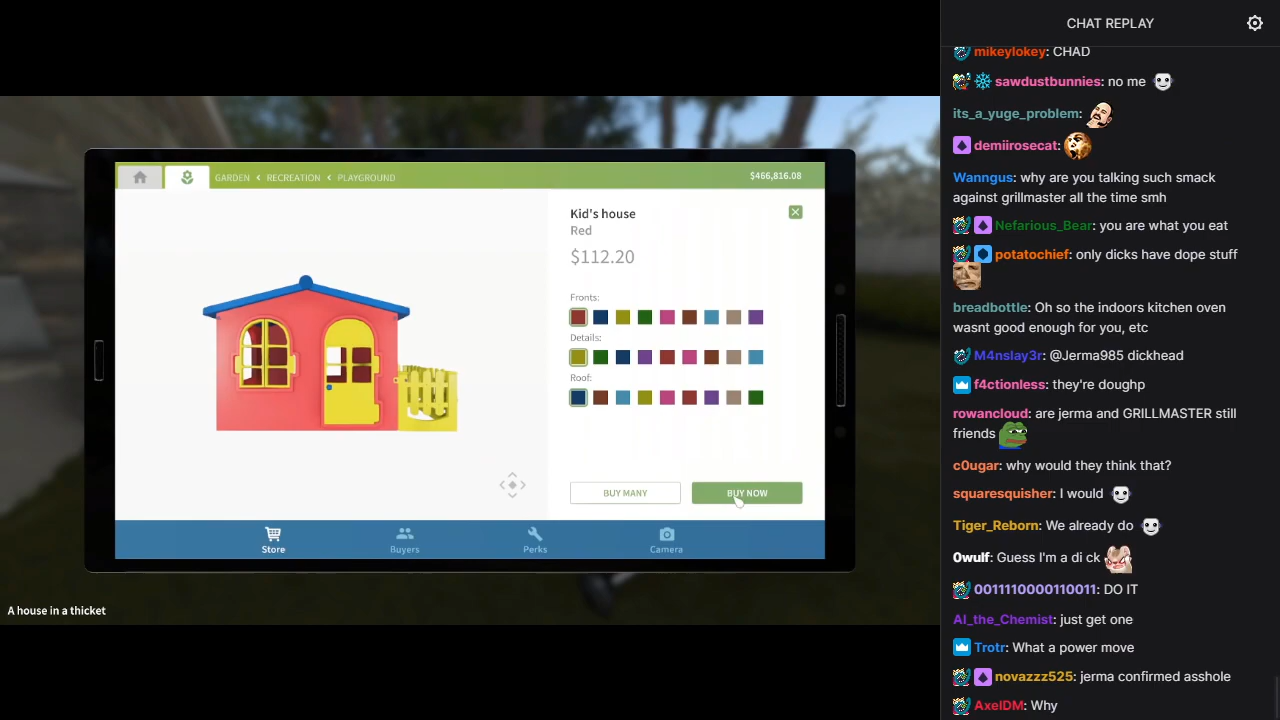 GARDEN < RECREATION < PLAYGROUND
$466,816.08
Kid's house
Red
$112.20
Fronts:
Details:
Roof:
BUY MANY
BUY NOW
Store
Buyers
Perks
Camera
A house in a thicket
CHAT REPLAY
mikeylokey: CHAD
sawdustbunnies: no me
its_a_yuge_problem:
demiirosecat:
Wanngus: why are you talking such smack
against grillmaster all the time smh
Nefarious_Bear: you are what you eat
potatochief: only dicks have dope stuff
breadbottle: Oh so the indoors kitchen oven
wasnt good enough for you, etc
M4nslay3r: @Jerma985 dickhead
f4ctionless: they're doughp
rowancloud: are jerma and GRILLMASTER still
friends
c0ugar: why would they think that?
squaresquisher: I would
Tiger_Reborn: We already do
0wulf: Guess I'm a di ck
0011110000110011: DO IT
Al_the_Chemist: just get one
Trotr: What a power move
novazzz525: jerma confirmed asshole
AxelDM: Why